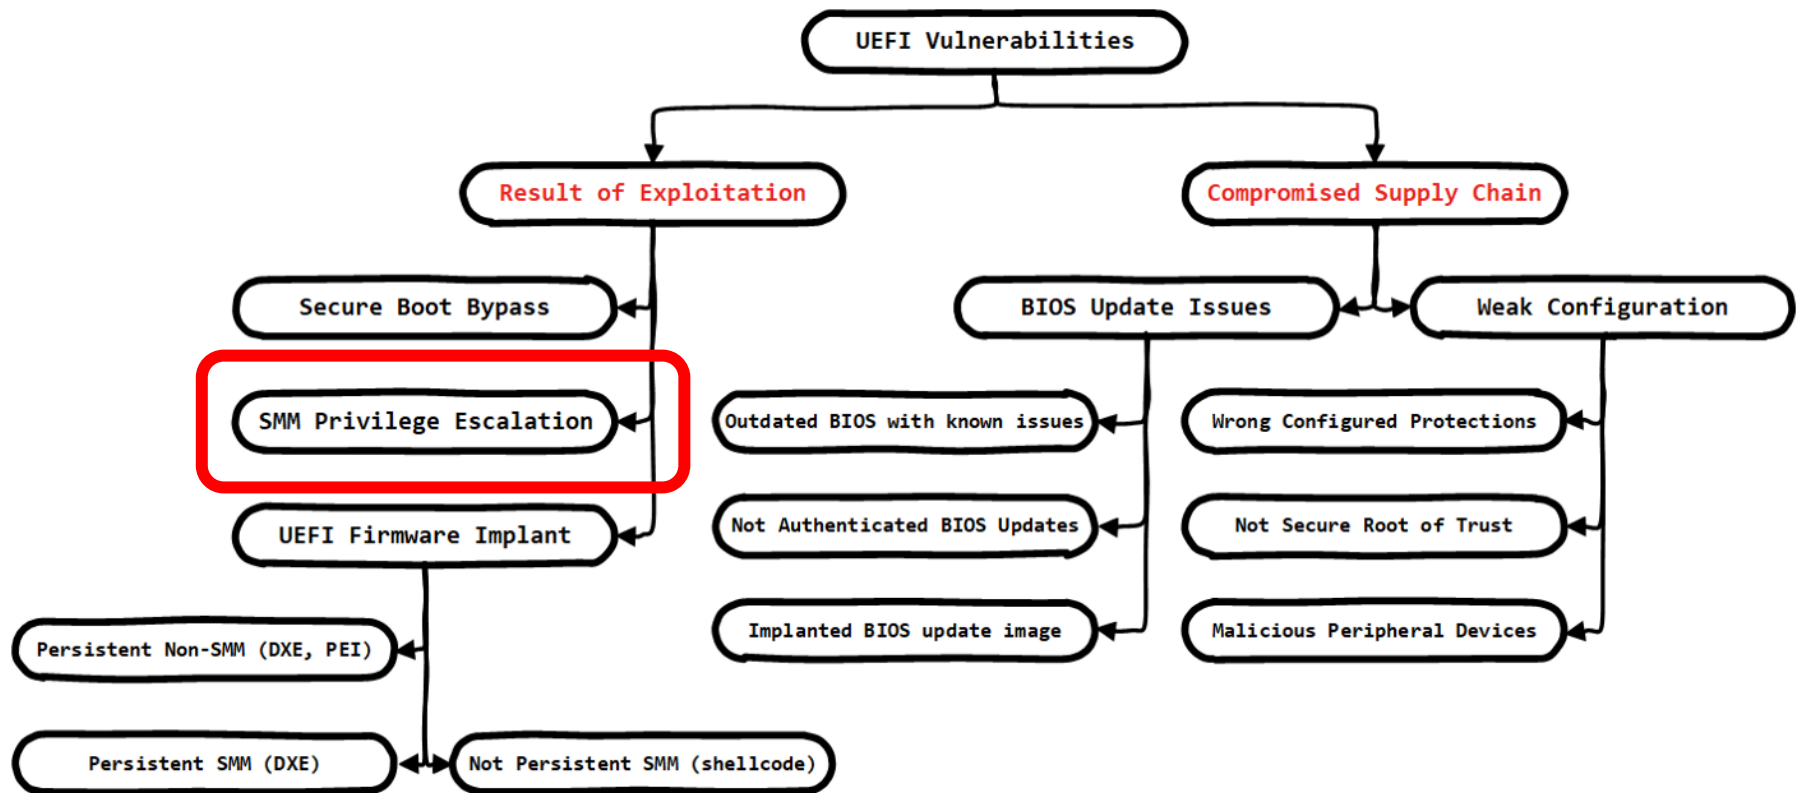 UEFI Vulnerabilities
Result of Exploitation
Compromised Supply Chain
Secure Boot Bypass
BIOS Update Issues
Weak Configuration
SMM Privilege Escalation
Outdated BIOS with known issues
Wrong Configured Protections
UEFI Firmware Implant
Not Authenticated BIOS Updates
Not Secure Root of Trust
Persistent Non-SMM (DXE, PEI)
Implanted BIOS update image
Malicious Peripheral Devices
Persistent SMM (DXE)
Not Persistent SMM (shellcode)